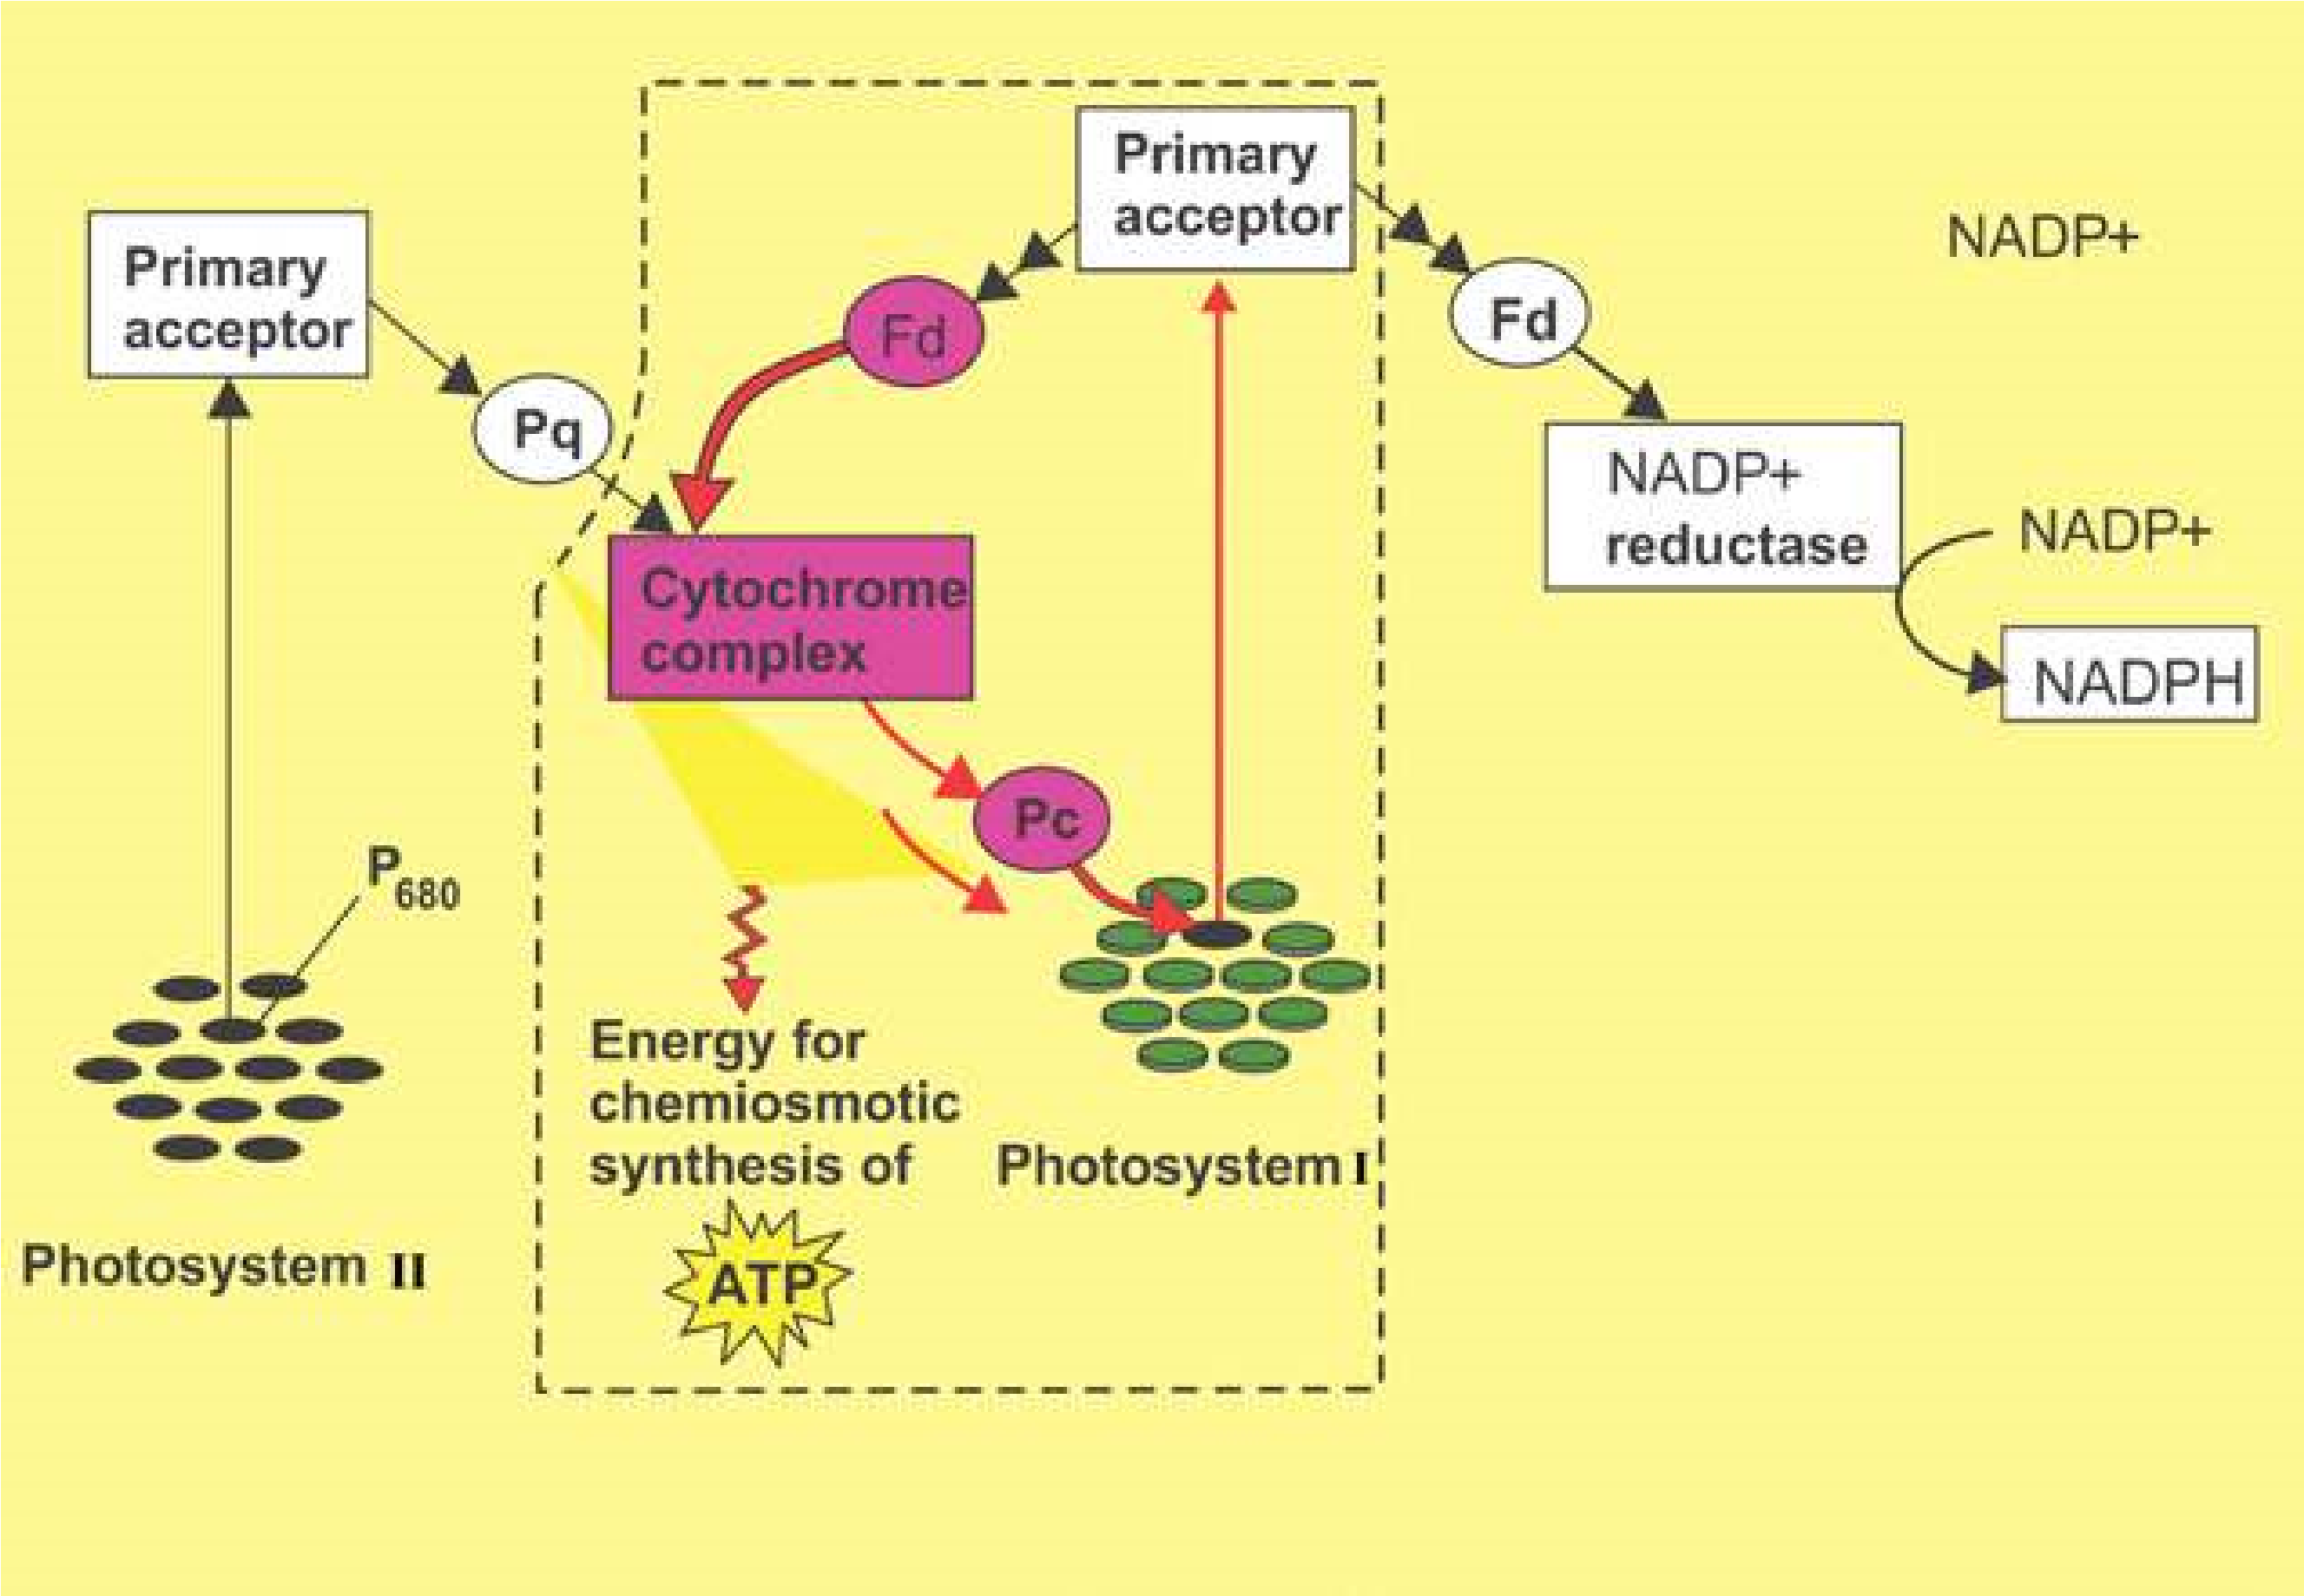 Primary
acceptor
NADP+
Primary
acceptor
Fd
Fd
Pq
NADP+
reductase
NADP+
Cytochrome
complex
NADPH
Pc
P680
Energy for
chemiosmotic
synthesis of
ATP
Photosystem I
Photosystem II